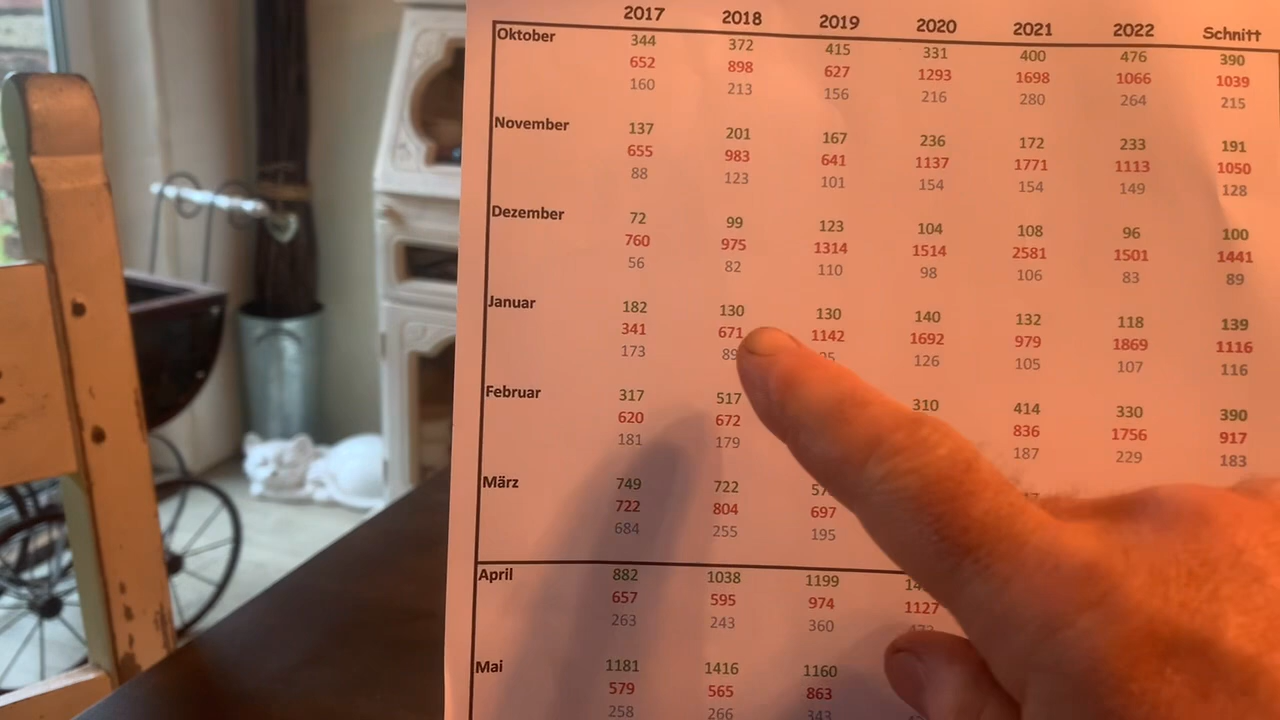 2017 2018 2019 2020 2021 2022 Schnitt
Oktober 344 372 415 331 400 476 390
652 898 627 1293 1698 1066 1039
160 213 156 216 280 264 215
November 137 201 167 236 172 233 191
655 983 641 1137 1771 1113 1050
88 123 101 154 154 149 128
Dezember 72 99 123 104 108 96 100
760 975 1314 1514 2581 1501 1441
56 82 110 98 106 83 89
Januar 182 130 130 140 132 118 139
341 671 1142 1692 979 1869 1116
173 89 126 105 107 116
Februar 317 517 310 414 330 390
620 672 836 1756 917
181 179 187 229 183
März 749 722
722 804 697
684 255 195
April 882 1038 1199
657 595 974 1127
263 243 360
Mai 1181 1416 1160
579 565 863
258 266 343